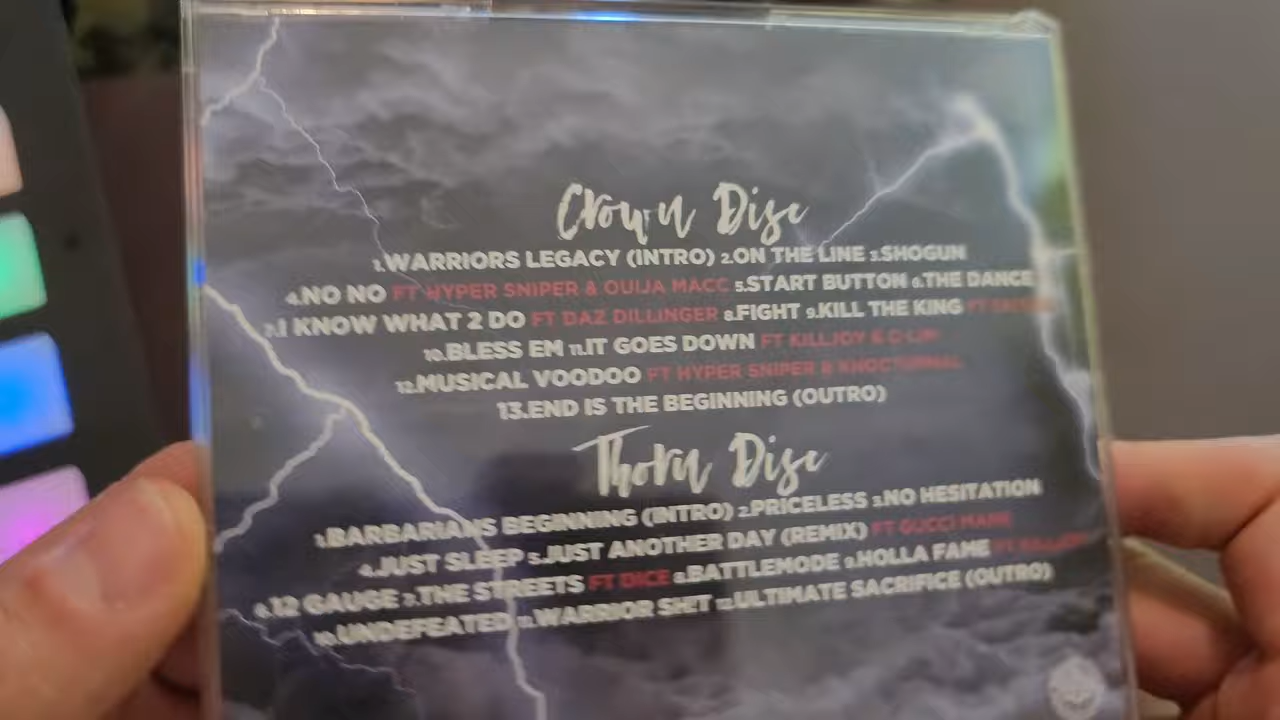 Crown Disc
1.WARRIORS LEGACY (INTRO) 2.ON THE LINE 3.SHOGUN
4.NO NO FT HYPER SNIPER & OUIJA MACC 5.START BUTTON 6.THE DANCE
7.I KNOW WHAT 2 DO FT DAZ DILLINGER 8.FIGHT 9.KILL THE KING FT
10.BLESS EM 11.IT GOES DOWN FT KILLJOY & C-LIM
12.MUSICAL VOODOO FT HYPER SNIPER & KNOCTURNAL
13.END IS THE BEGINNING (OUTRO)
Thorn Disc
1.BARBARIANS BEGINNING (INTRO) 2.PRICELESS 3.NO HESITATION
4.JUST SLEEP 5.JUST ANOTHER DAY (REMIX) FT GUCCI MANE
6.12 GAUGE 7.THE STREETS FT DICE 8.BATTLEMODE 9.HOLLA FAME FT KILLJOY
10.UNDEFEATED 11.WARRIOR SHIT 12.ULTIMATE SACRIFICE (OUTRO)